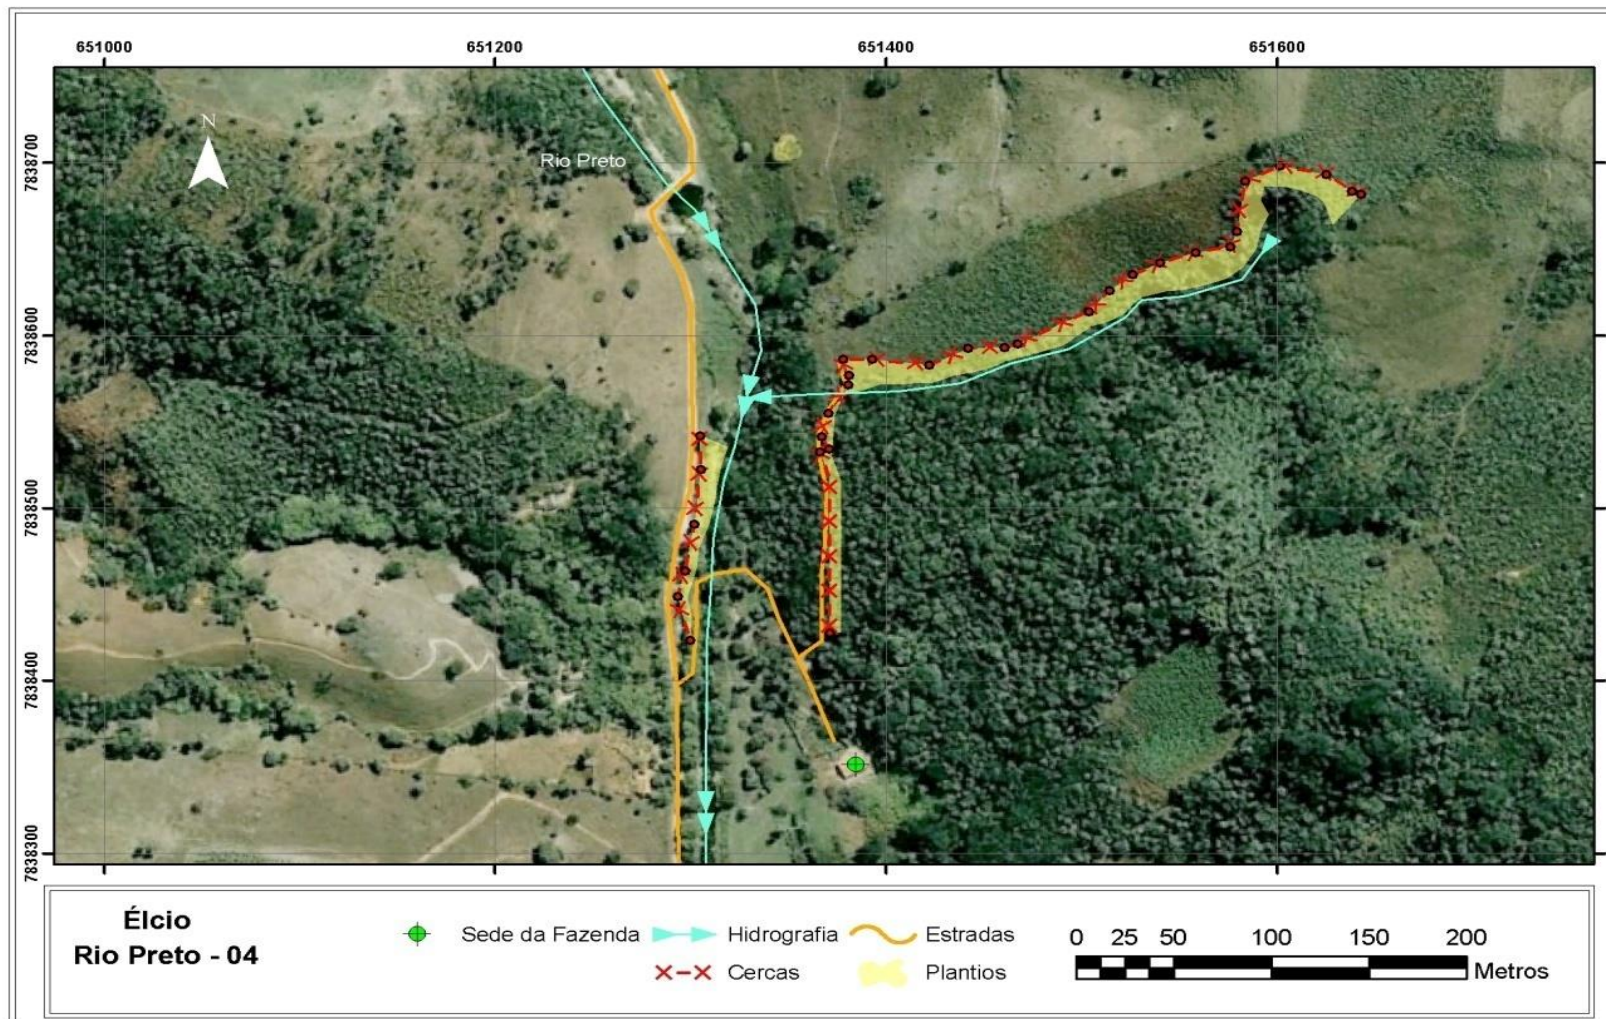 651000 651200 651400 651600
N
7838700
Rio Preto
7838600
7838500
7838400
7838300
Élcio
Rio Preto - 04
Sede da Fazenda
Hidrografia
Estradas
Cercas
Plantios
0 25 50 100 150 200
Metros